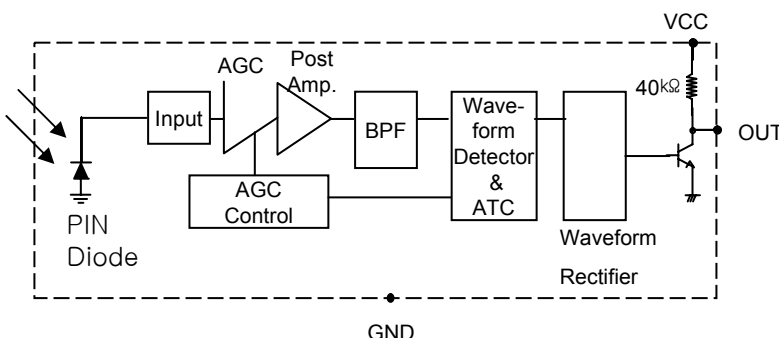 VCC
Post
Amp.
AGC
40kΩ
Input
BPF
Wave-
form
Detector
&
ATC
OUT
AGC
Control
PIN
Diode
Waveform
Rectifier
GND